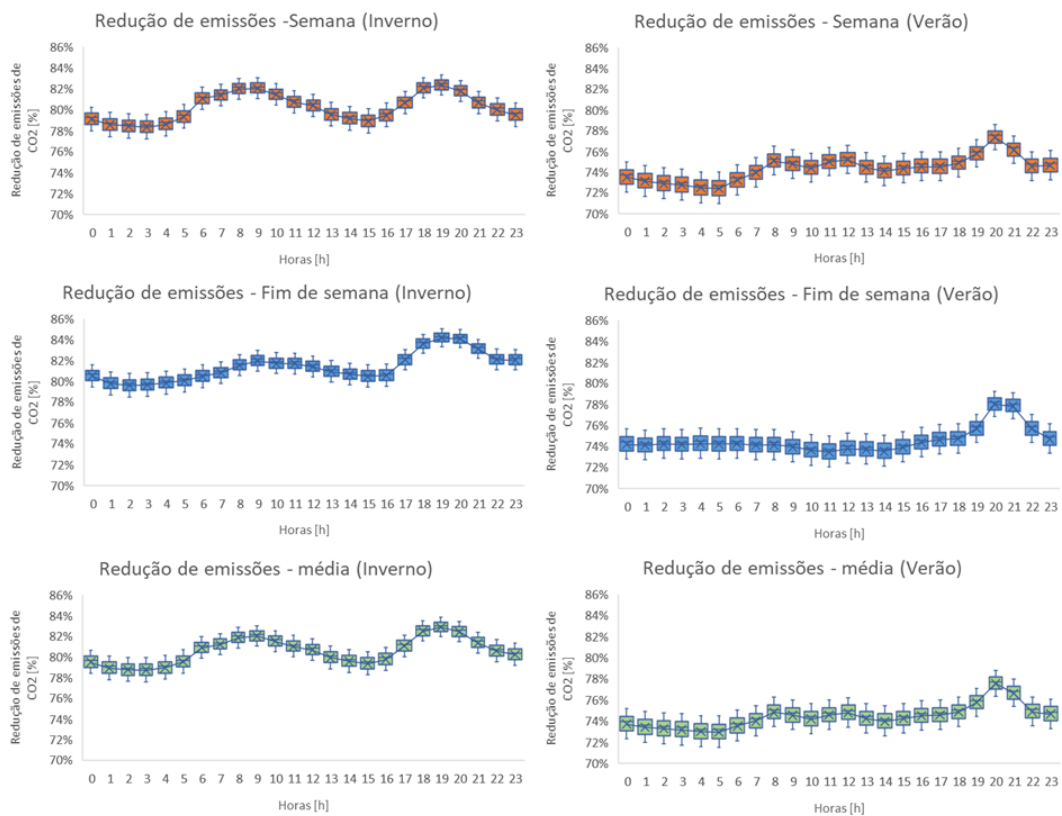 Redução de emissões -Semana (Inverno)
Redução de emissões de
CO2 [%]
86%
84%
82%
80%
78%
76%
74%
72%
70%
0 1 2 3 4 5 6 7 8 9 10 11 12 13 14 15 16 17 18 19 20 21 22 23
Horas [h]
Redução de emissões - Semana (Verão)
Redução de emissões de
CO2 [%]
86%
84%
82%
80%
78%
76%
74%
72%
70%
0 1 2 3 4 5 6 7 8 9 10 11 12 13 14 15 16 17 18 19 20 21 22 23
Horas [h]
Redução de emissões - Fim de semana (Inverno)
Redução de emissões de
CO2 [%]
86%
84%
82%
80%
78%
76%
74%
72%
70%
0 1 2 3 4 5 6 7 8 9 10 11 12 13 14 15 16 17 18 19 20 21 22 23
Horas [h]
Redução de emissões - Fim de semana (Verão)
Redução de emissões de
CO2 [%]
86%
84%
82%
80%
78%
76%
74%
72%
70%
0 1 2 3 4 5 6 7 8 9 10 11 12 13 14 15 16 17 18 19 20 21 22 23
Horas [h]
Redução de emissões - média (Inverno)
Redução de emissões de
CO2 [%]
86%
84%
82%
80%
78%
76%
74%
72%
70%
0 1 2 3 4 5 6 7 8 9 10 11 12 13 14 15 16 17 18 19 20 21 22 23
Horas [h]
Redução de emissões - média (Verão)
Redução de emissões de
CO2 [%]
86%
84%
82%
80%
78%
76%
74%
72%
70%
0 1 2 3 4 5 6 7 8 9 10 11 12 13 14 15 16 17 18 19 20 21 22 23
Horas [h]